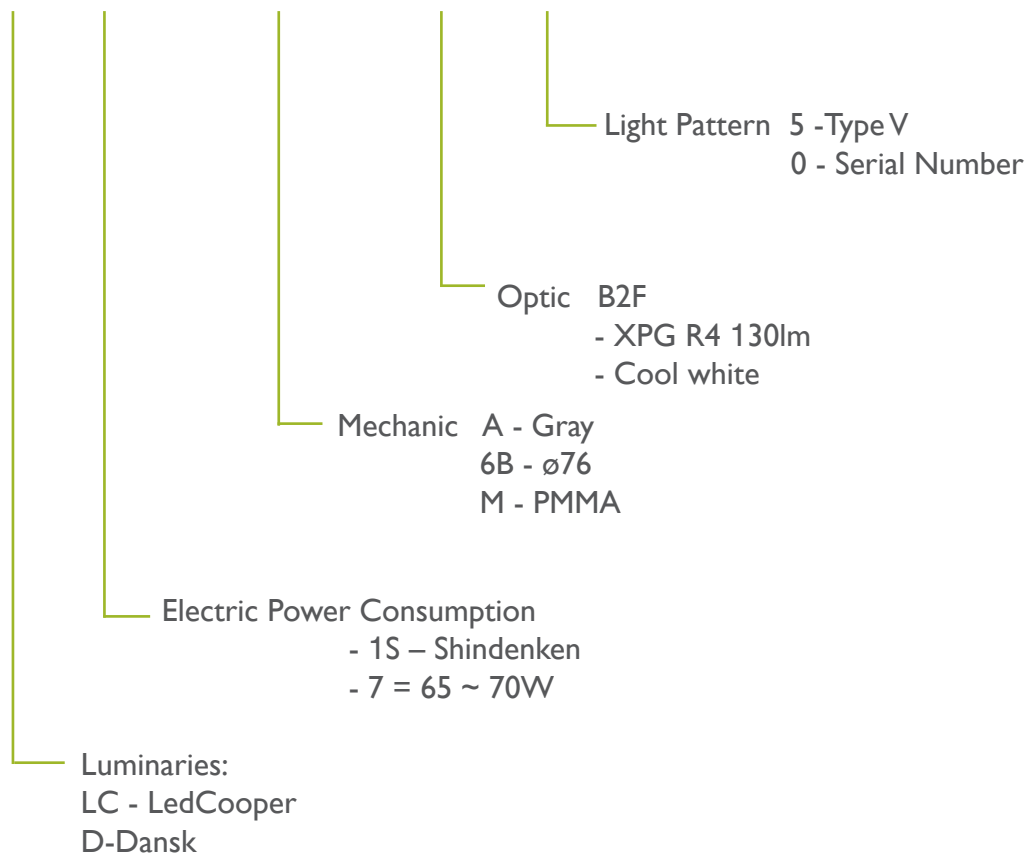 Light Pattern 5 -Type V
0 - Serial Number
Optic B2F
- XPG R4 130lm
- Cool white
Mechanic A - Gray
6B - ø76
M - PMMA
Electric Power Consumption
- 1S – Shindenken
- 7 = 65 ~ 70W
Luminaries:
LC - LedCooper
D-Dansk